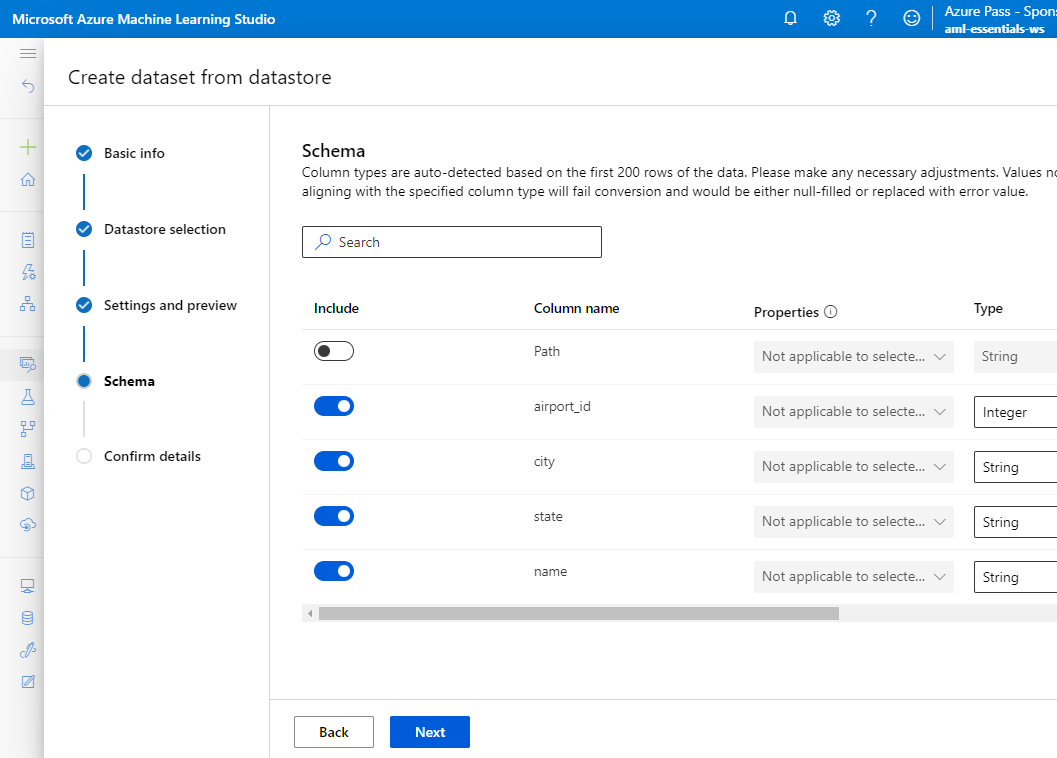 Microsoft Azure Machine Learning Studio
Azure Pass - Spons
aml-essentials-ws
Create dataset from datastore
Basic info
Datastore selection
Settings and preview
Schema
Confirm details
Schema
Column types are auto-detected based on the first 200 rows of the data. Please make any necessary adjustments. Values no
aligning with the specified column type will fail conversion and would be either null-filled or replaced with error value.
Search
Include Column name Properties Type
Path Not applicable to selecte... String
airport_id Not applicable to selecte... Integer
city Not applicable to selecte... String
state Not applicable to selecte... String
name Not applicable to selecte... String
Back Next